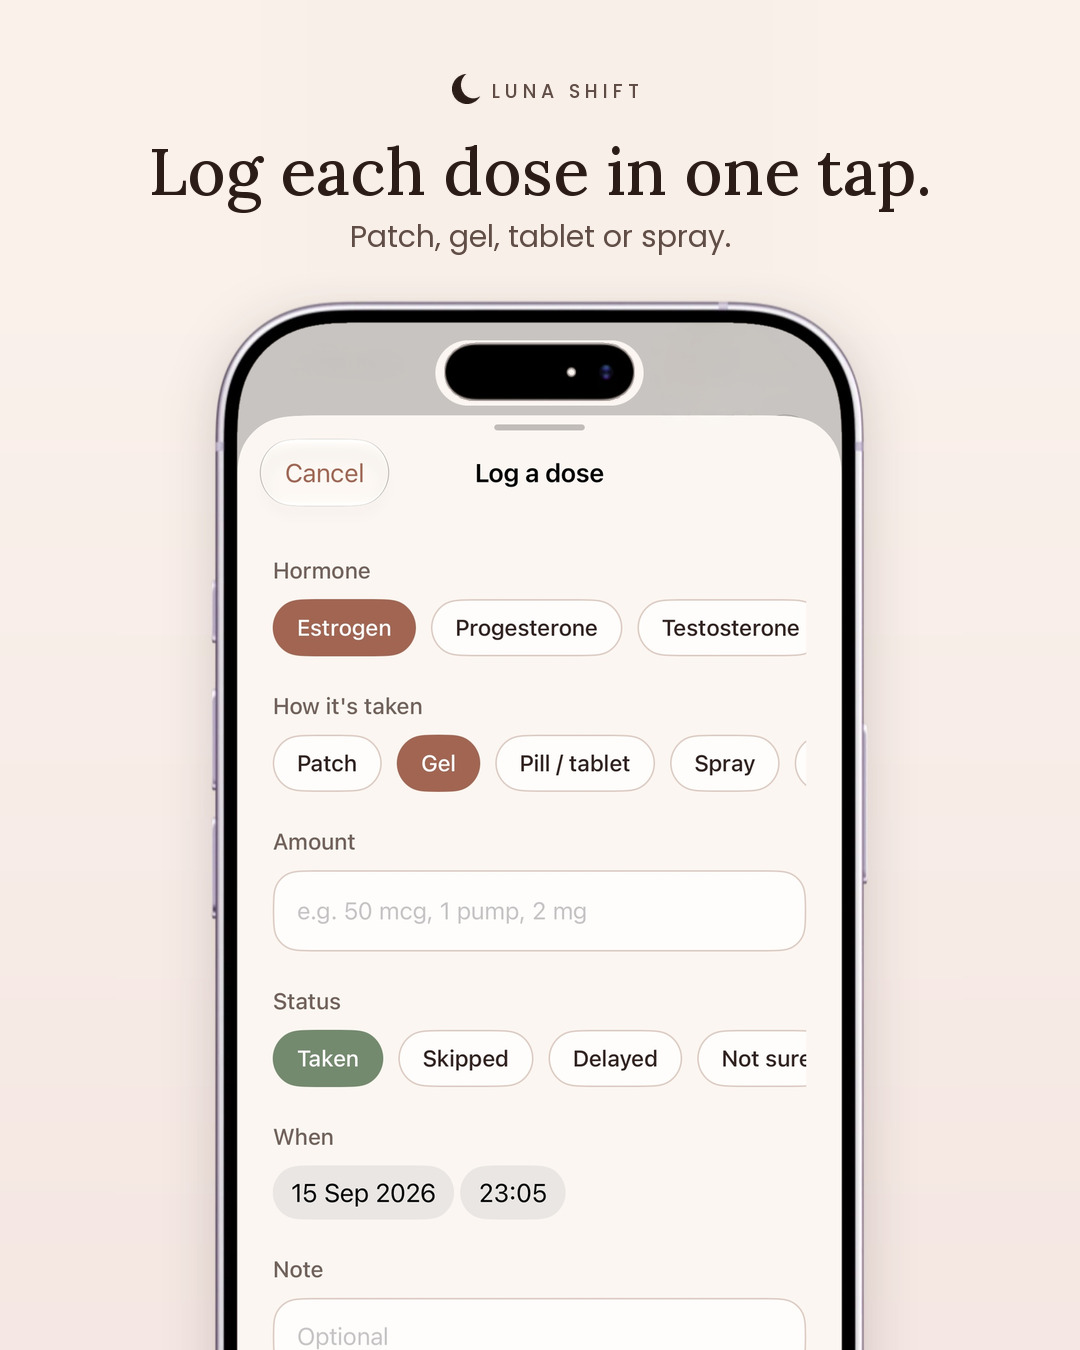 LUNA SHIFT
Log each dose in one tap.
Patch, gel, tablet or spray.
Cancel
Log a dose
Hormone
Estrogen Progesterone Testosterone
How it's taken
Patch Gel Pill / tablet Spray
Amount
e.g. 50 mcg, 1 pump, 2 mg
Status
Taken Skipped Delayed Not sure
When
15 Sep 2026 23:05
Note
Optional